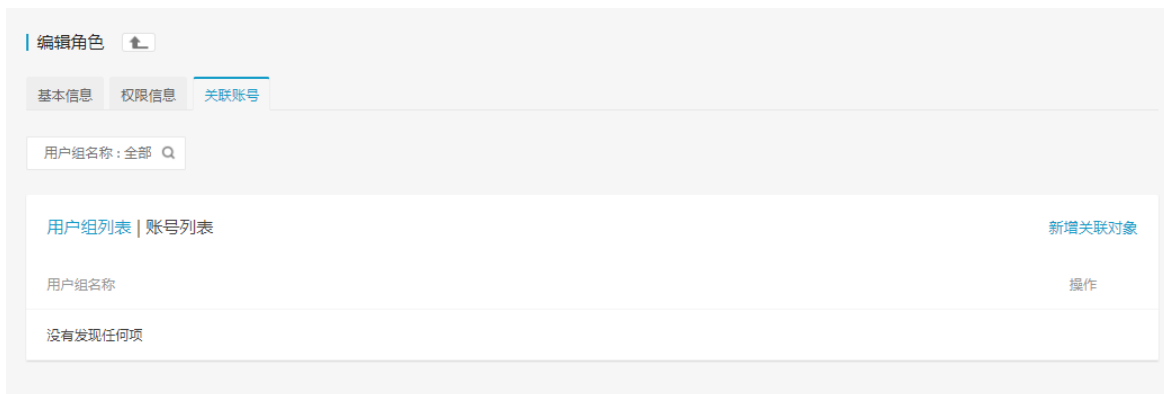 编辑角色
基本信息 权限信息 关联账号
用户组名称 : 全部
用户组列表 | 账号列表 新增关联对象
用户组名称 操作
没有发现任何项